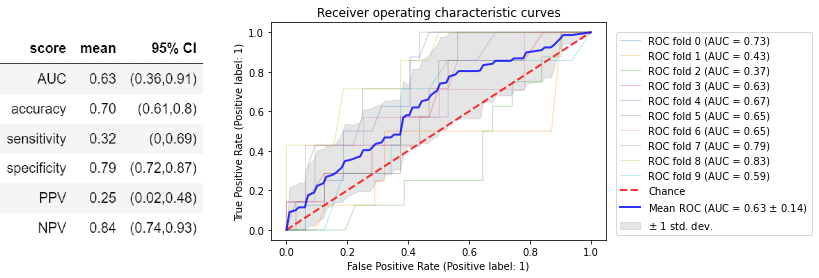 score mean 95% CI
AUC 0.63 (0.36,0.91)
accuracy 0.70 (0.61,0.8)
sensitivity 0.32 (0,0.69)
specificity 0.79 (0.72,0.87)
PPV 0.25 (0.02,0.48)
NPV 0.84 (0.74,0.93)
Receiver operating characteristic curves
True Positive Rate (Positive label: 1)
1.0
0.8
0.6
0.4
0.2
0.0
0.0 0.2 0.4 0.6 0.8 1.0
False Positive Rate (Positive label: 1)
ROC fold 0 (AUC = 0.73)
ROC fold 1 (AUC = 0.43)
ROC fold 2 (AUC = 0.37)
ROC fold 3 (AUC = 0.63)
ROC fold 4 (AUC = 0.67)
ROC fold 5 (AUC = 0.65)
ROC fold 6 (AUC = 0.65)
ROC fold 7 (AUC = 0.79)
ROC fold 8 (AUC = 0.83)
ROC fold 9 (AUC = 0.59)
Chance
Mean ROC (AUC = 0.63 ± 0.14)
± 1 std. dev.